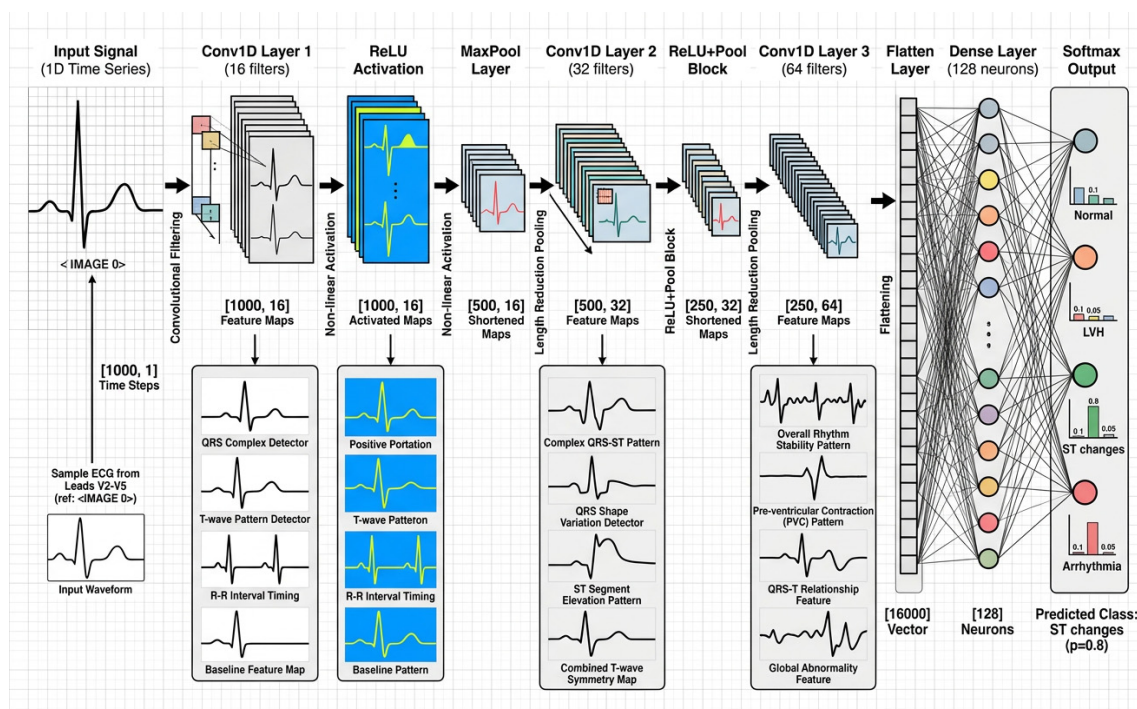 Input Signal
(1D Time Series)
Conv1D Layer 1
(16 filters)
ReLU
Activation
MaxPool
Layer
Conv1D Layer 2
(32 filters)
ReLU+Pool
Block
Conv1D Layer 3
(64 filters)
Flatten
Layer
Dense Layer
(128 neurons)
Softmax
Output
< IMAGE 0>
[1000, 1]
Time Steps
Sample ECG from
Leads V2-V5
(ref: <IMAGE 0>)
Input Waveform
Convolutional Filtering
[1000, 16]
Feature Maps
QRS Complex Detector
T-wave Pattern Detector
R-R Interval Timing
Baseline Feature Map
Non-linear Activation
[1000, 16]
Activated Maps
Positive Portation
T-wave Patteron
R-R Interval Timing
Baseline Pattern
Non-linear Activation
[500, 16]
Shortened
Maps
Length Reduction Pooling
[500, 32]
Feature Maps
Complex QRS-ST Pattern
QRS Shape
Variation Detector
ST Segment
Elevation Pattern
Combined T-wave
Symmetry Map
ReLU+Pool Block
[250, 32]
Shortened
Maps
Length Reduction Pooling
[250, 64]
Feature Maps
Overall Rhythm
Stability Pattern
Pre-ventricular Contraction
(PVC) Pattern
QRS-T Relationship
Feature
Global Abnormality
Feature
Flattening
[16000]
Vector
[128]
Neurons
0.1
Normal
0.1
0.05
LVH
0.8
0.1
0.05
ST changes
0.1
0.05
Arrhythmia
Predicted Class:
ST changes
(p=0.8)